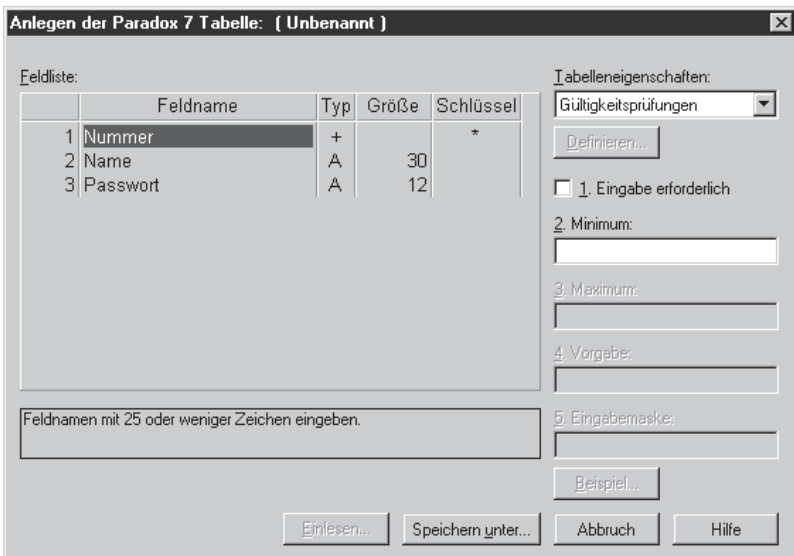 Anlegen der Paradox 7 Tabelle: ( Unbenannt )
Feldliste:
Feldname Typ Größe Schlüssel
1 Nummer + *
2 Name A 30
3 Passwort A 12
Feldnamen mit 25 oder weniger Zeichen eingeben.
Tabelleneigenschaften:
Gültigkeitsprüfungen
Definieren...
1. Eingabe erforderlich
2. Minimum:
3. Maximum:
4. Vorgabe:
5. Eingabemaske:
Beispiel...
Einlesen... Speichern unter... Abbruch Hilfe